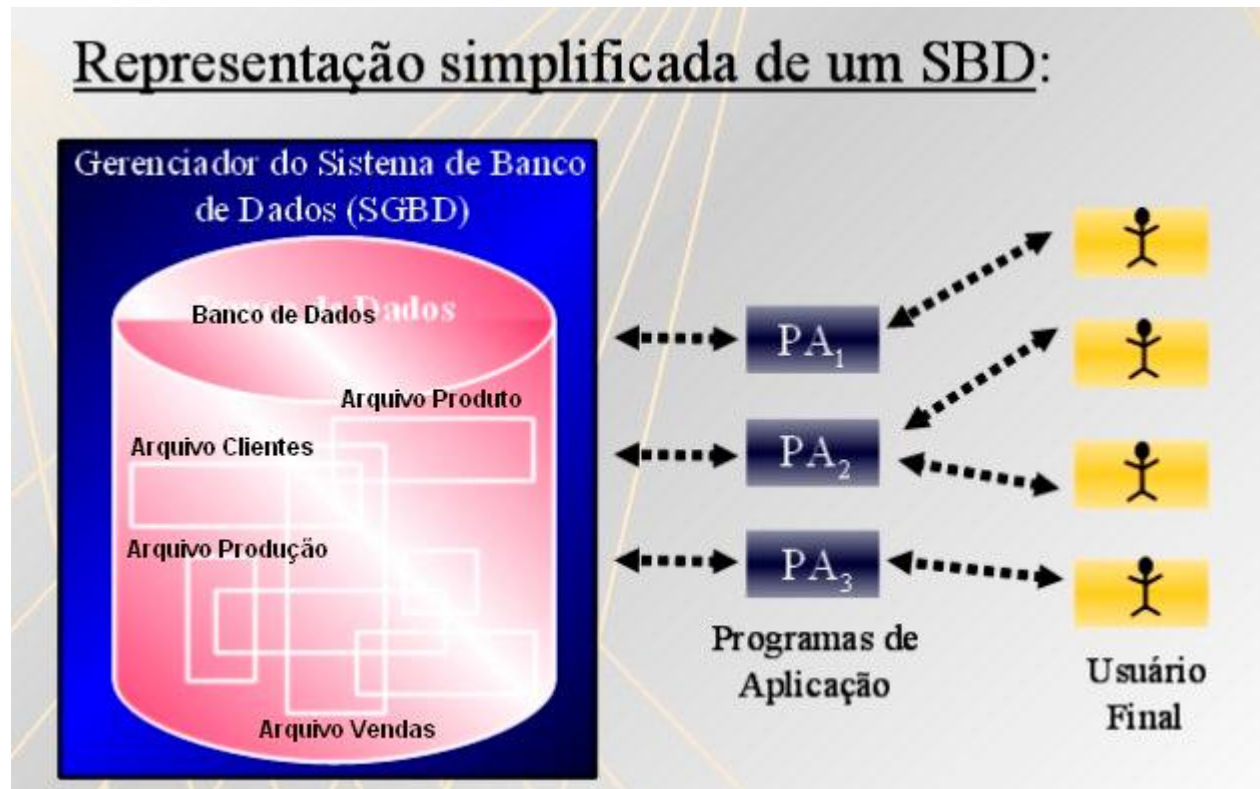 Representação simplificada de um SBD:
Gerenciador do Sistema de Banco
de Dados (SGBD)
Banco de Dados
Arquivo Produto
Arquivo Clientes
Arquivo Produção
Arquivo Vendas
PA1
PA2
PA3
Programas de
Aplicação
Usuário
Final